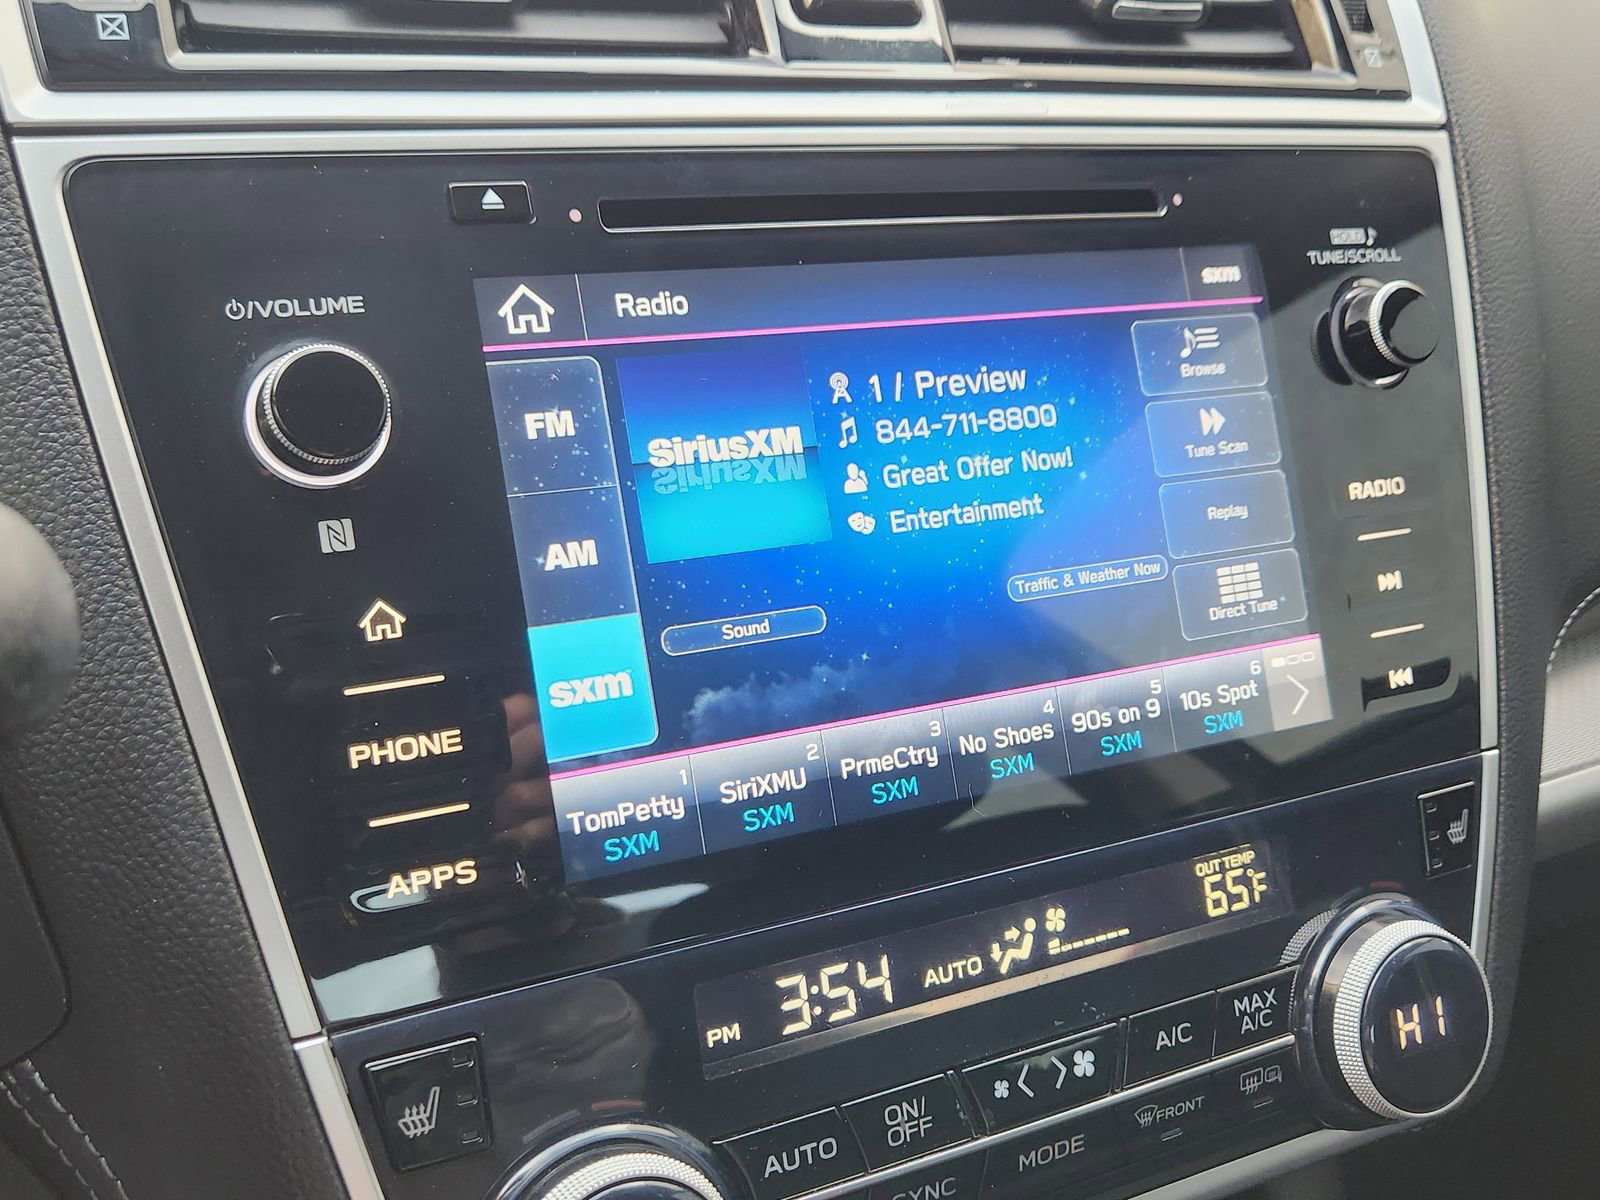 VOLUME
HOLD
TUNE/SCROLL
Radio
sxm
FM
AM
sxm
SiriusXM
1 / Preview
844-711-8800
Great Offer Now!
Entertainment
Browse
Tune Scan
Replay
Direct Tune
Traffic & Weather Now
Sound
1
TomPetty
SXM
2
SiriXMU
SXM
3
PrmeCtry
SXM
4
No Shoes
SXM
5
90s on 9
SXM
6
10s Spot
SXM
PHONE
APPS
RADIO
PM 3:54
AUTO
OUT TEMP
65°F
HI
AUTO
ON/
OFF
A/C
MAX
A/C
SYNC
MODE
FRONT